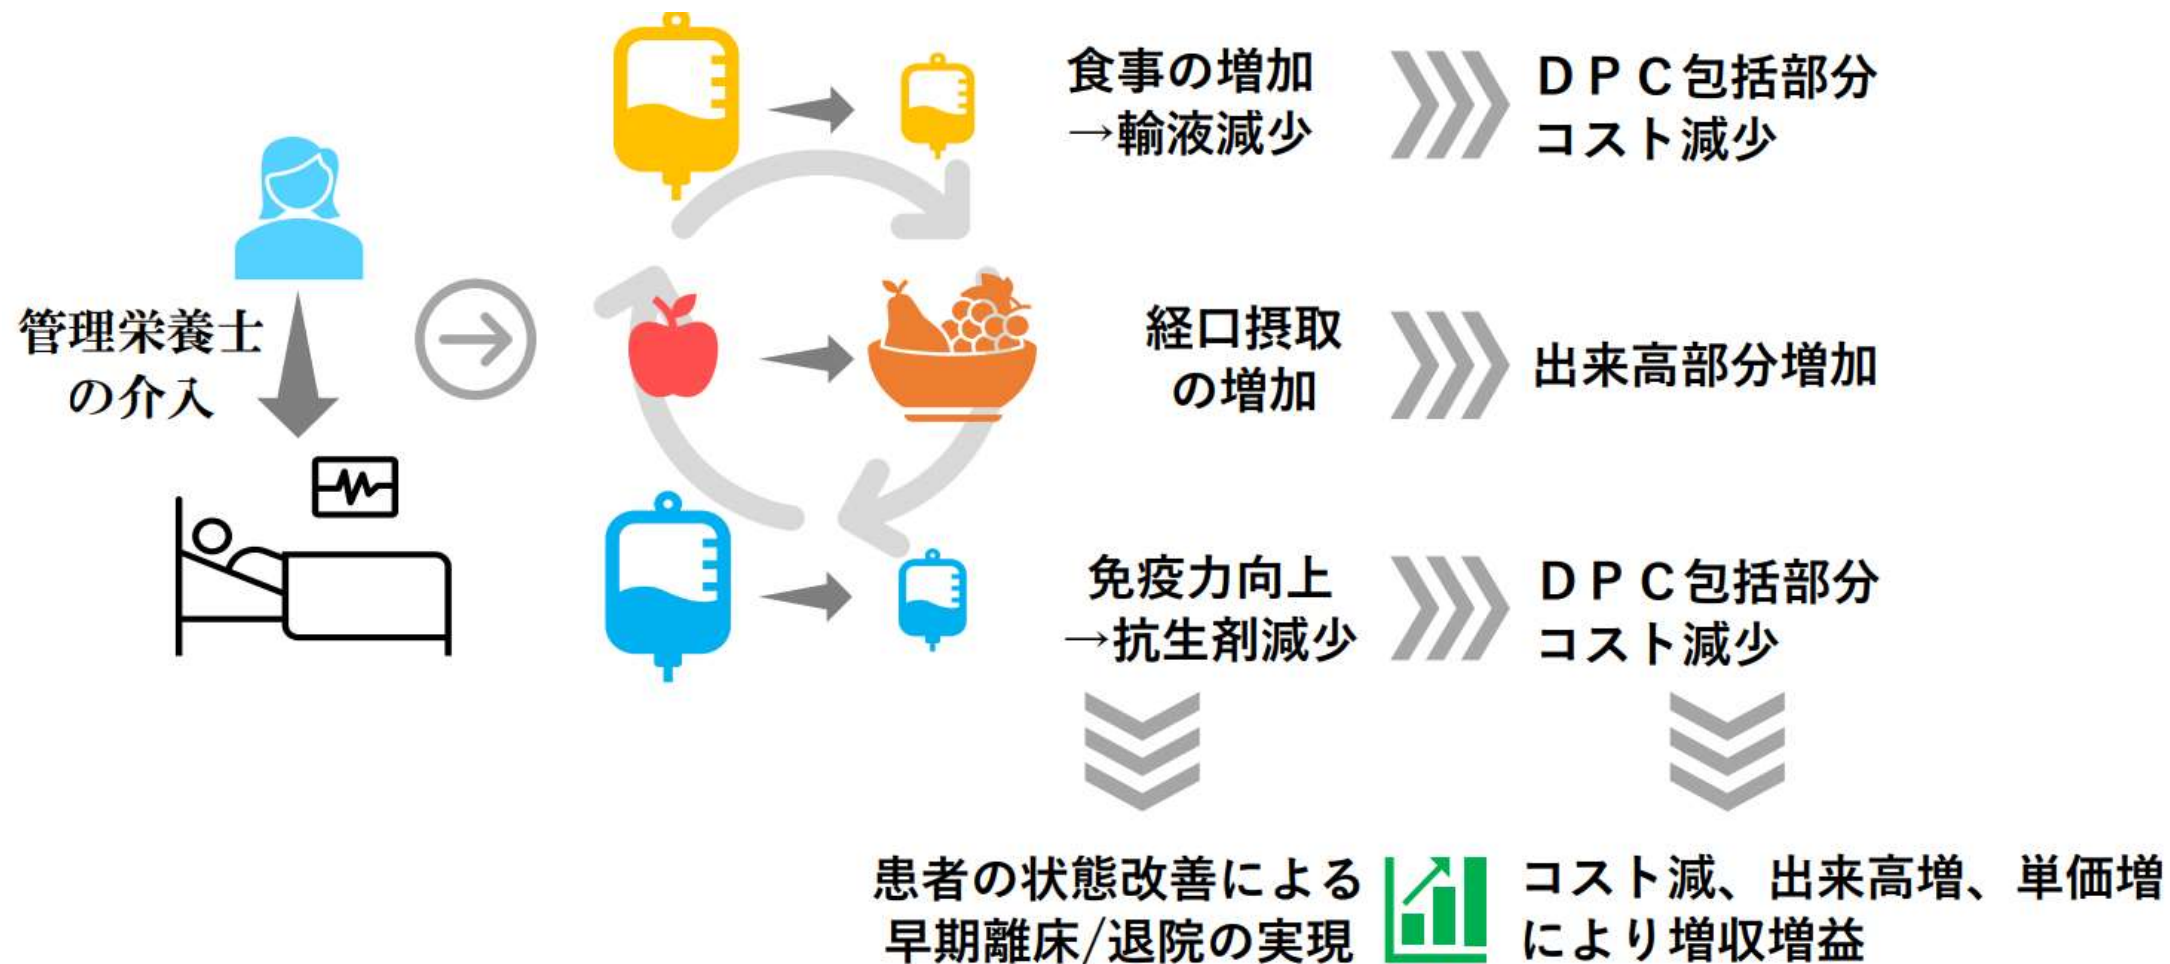 管理栄養士
の介入
食事の増加
→輸液減少
ＤＰＣ包括部分
コスト減少
経口摂取
の増加
出来高部分増加
免疫力向上
→抗生剤減少
ＤＰＣ包括部分
コスト減少
患者の状態改善による
早期離床/退院の実現
コスト減、出来高増、単価増
により増収増益